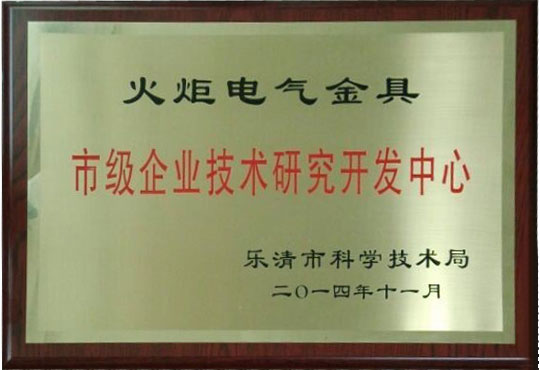 火炬电气金具
市级企业技术研究开发中心
乐清市科学技术局
二〇一四年十一月